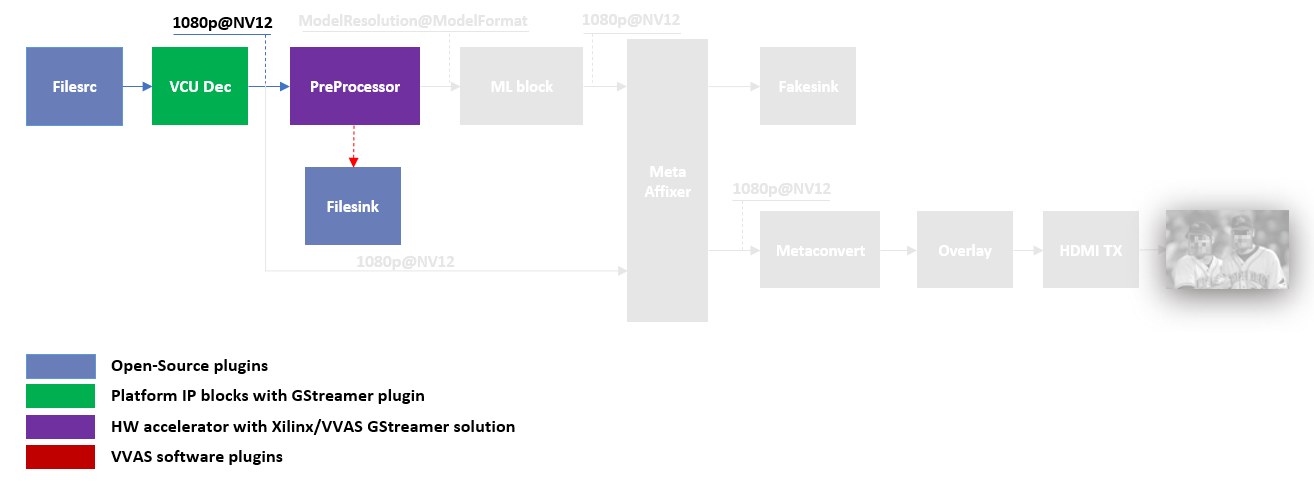 1080p@NV12
ModelResolution@ModelFormat
1080p@NV12
Filesrc
VCU Dec
PreProcessor
ML block
Fakesink
Meta
Affixer
Filesink
1080p@NV12
1080p@NV12
Metaconvert
Overlay
HDMI TX
Open-Source plugins
Platform IP blocks with GStreamer plugin
HW accelerator with Xilinx/VVAS GStreamer solution
VVAS software plugins